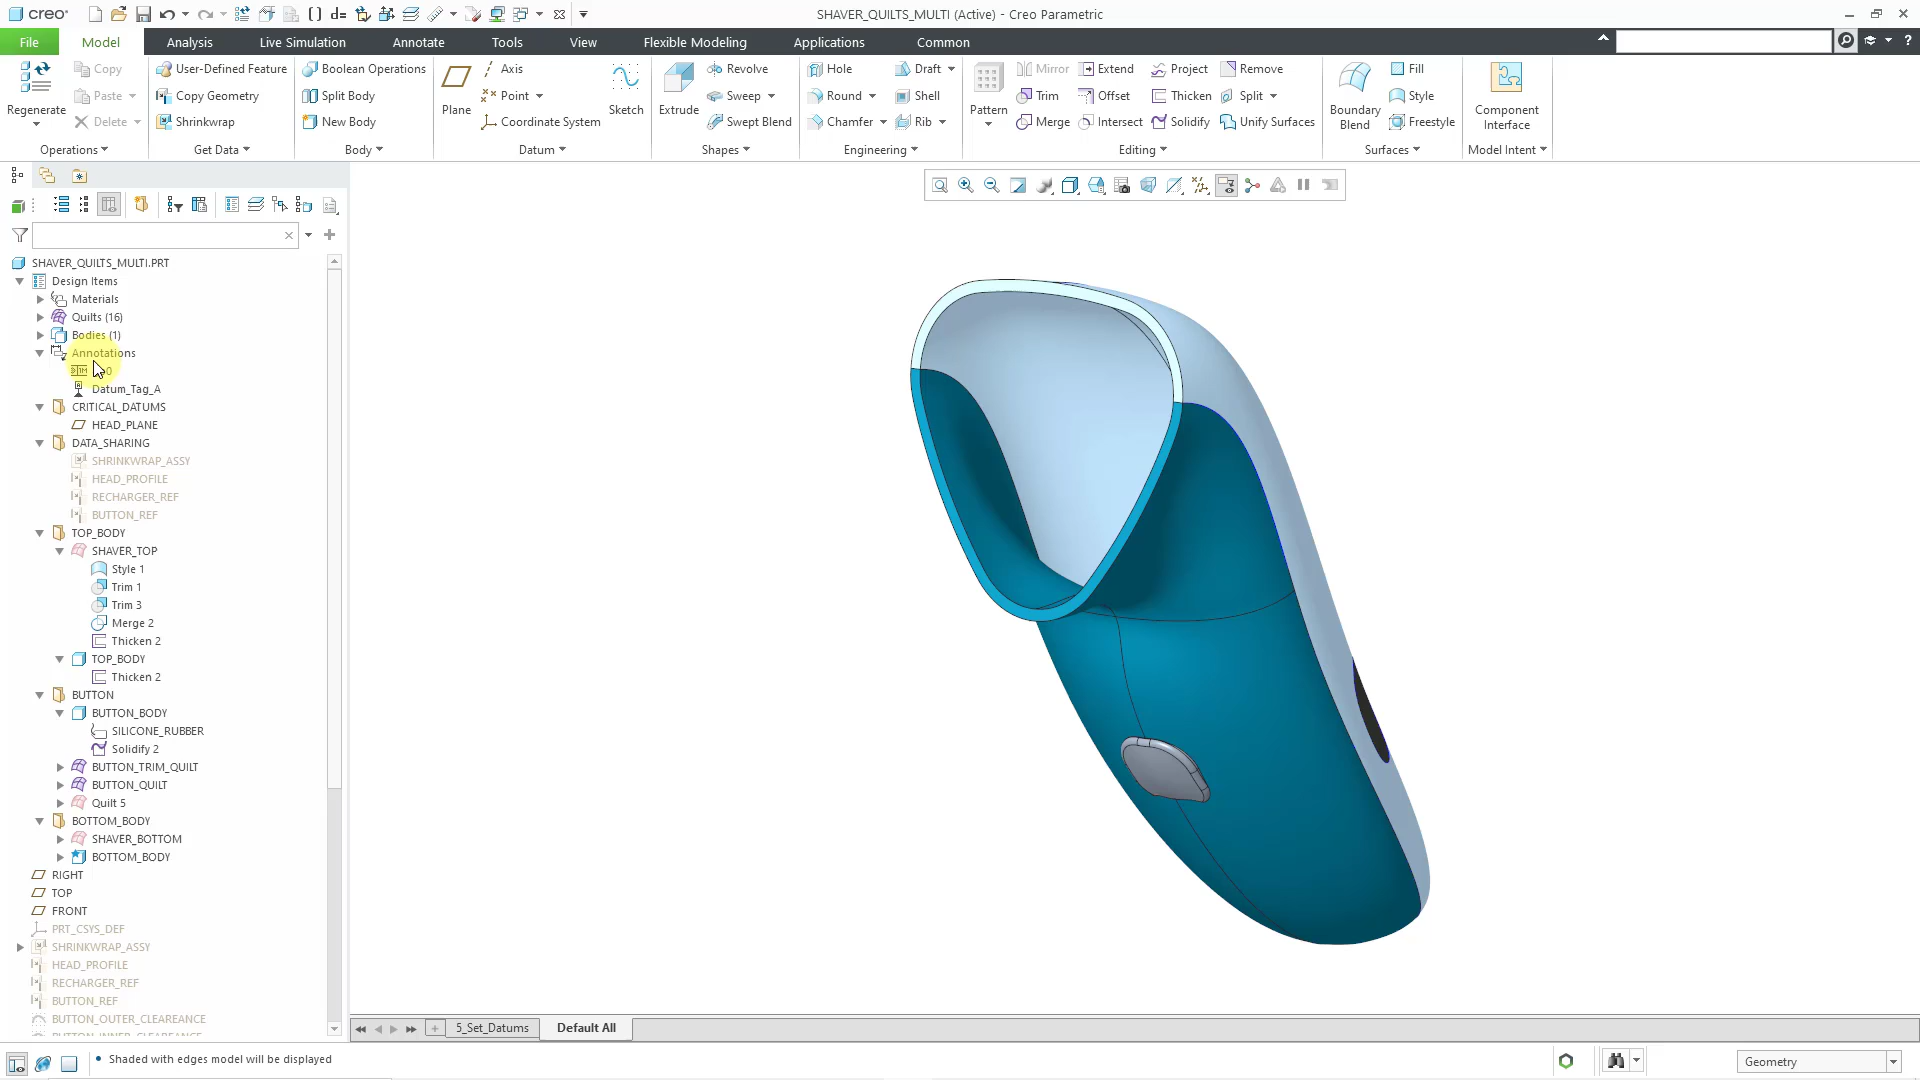 creo
SHAVER_QUILTS_MULTI (Active) - Creo Parametric
File Model Analysis Live Simulation Annotate Tools View Flexible Modeling Applications Common
Regenerate
Copy
Paste
Delete
Operations
User-Defined Feature
Copy Geometry
Shrinkwrap
Get Data
Boolean Operations
Split Body
New Body
Body
Plane
Axis
Point
Coordinate System
Sketch
Datum
Extrude
Revolve
Sweep
Swept Blend
Shapes
Hole
Round
Chamfer
Draft
Shell
Rib
Engineering
Pattern
Mirror
Trim
Merge
Extend
Offset
Intersect
Project
Thicken
Solidify
Remove
Split
Unify Surfaces
Editing
Boundary
Blend
Fill
Style
Freestyle
Surfaces
Component
Interface
Model Intent
SHAVER_QUILTS_MULTI.PRT
Design Items
Materials
Quilts (16)
Bodies (1)
Annotations
Datum_Tag_A
CRITICAL_DATUMS
HEAD_PLANE
DATA_SHARING
SHRINKWRAP_ASSY
HEAD_PROFILE
RECHARGER_REF
BUTTON_REF
TOP_BODY
SHAVER_TOP
Style 1
Trim 1
Trim 3
Merge 2
Thicken 2
TOP_BODY
Thicken 2
BUTTON
BUTTON_BODY
SILICONE_RUBBER
Solidify 2
BUTTON_TRIM_QUILT
BUTTON_QUILT
Quilt 5
BOTTOM_BODY
SHAVER_BOTTOM
BOTTOM_BODY
RIGHT
TOP
FRONT
PRT_CSYS_DEF
SHRINKWRAP_ASSY
HEAD_PROFILE
RECHARGER_REF
BUTTON_REF
BUTTON_OUTER_CLEAREANCE
5_Set_Datums
Default All
Shaded with edges model will be displayed
Geometry